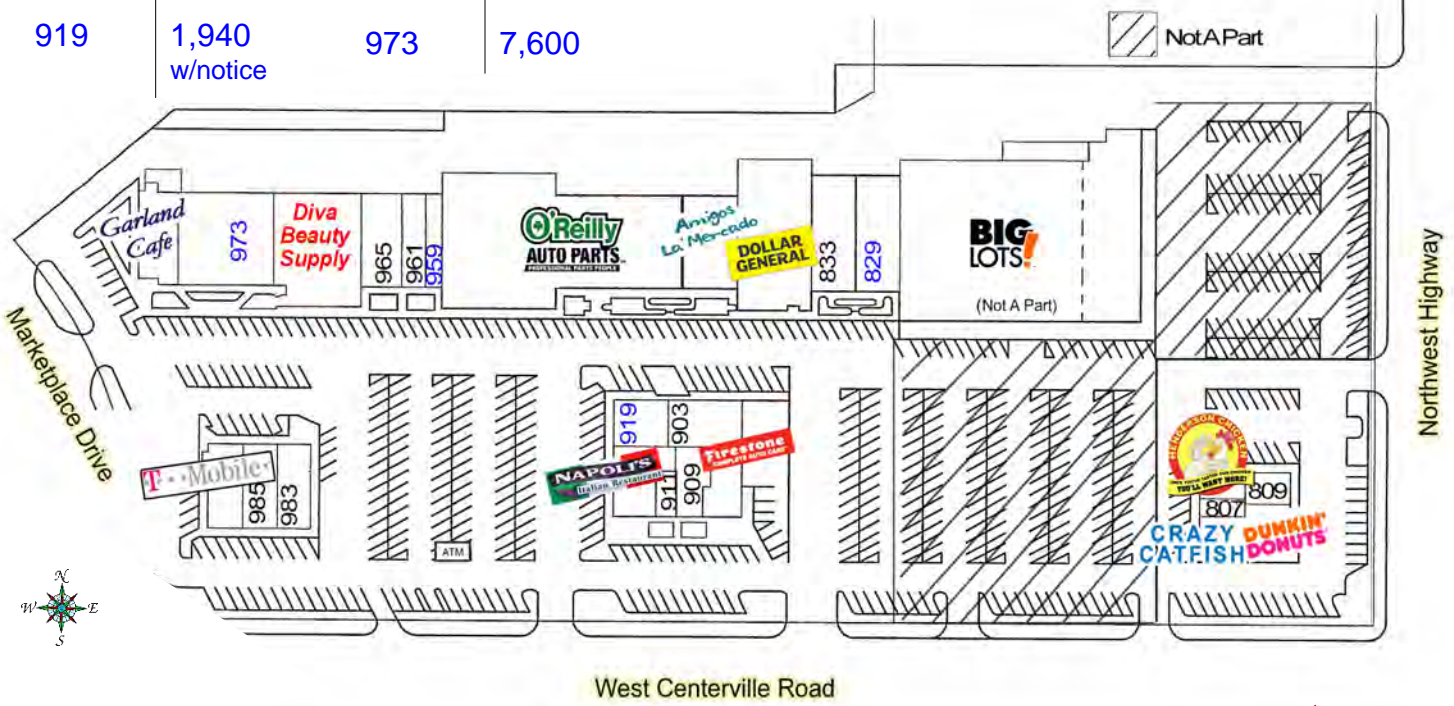 919
1,940
w/notice
973
7,600
Not A Part
Garland
Cafe
973
Diva
Beauty
Supply
965
961
959
O'Reilly
AUTO PARTS
PROFESSIONAL PARTS PEOPLE
Amigos
La' Mercado
DOLLAR
GENERAL
833
829
BIG
LOTS!
(Not A Part)
Marketplace Drive
Northwest Highway
T··Mobile·
985
983
ATM
919
903
NAPOLI'S
Italian Restaurant
911
909
Firestone
COMPLETE AUTO CARE
HENDERSON CHICKEN
YOU'LL WANT MORE!
809
807
CRAZY
CATFISH
DUNKIN'
DONUTS
N
W
E
S
West Centerville Road